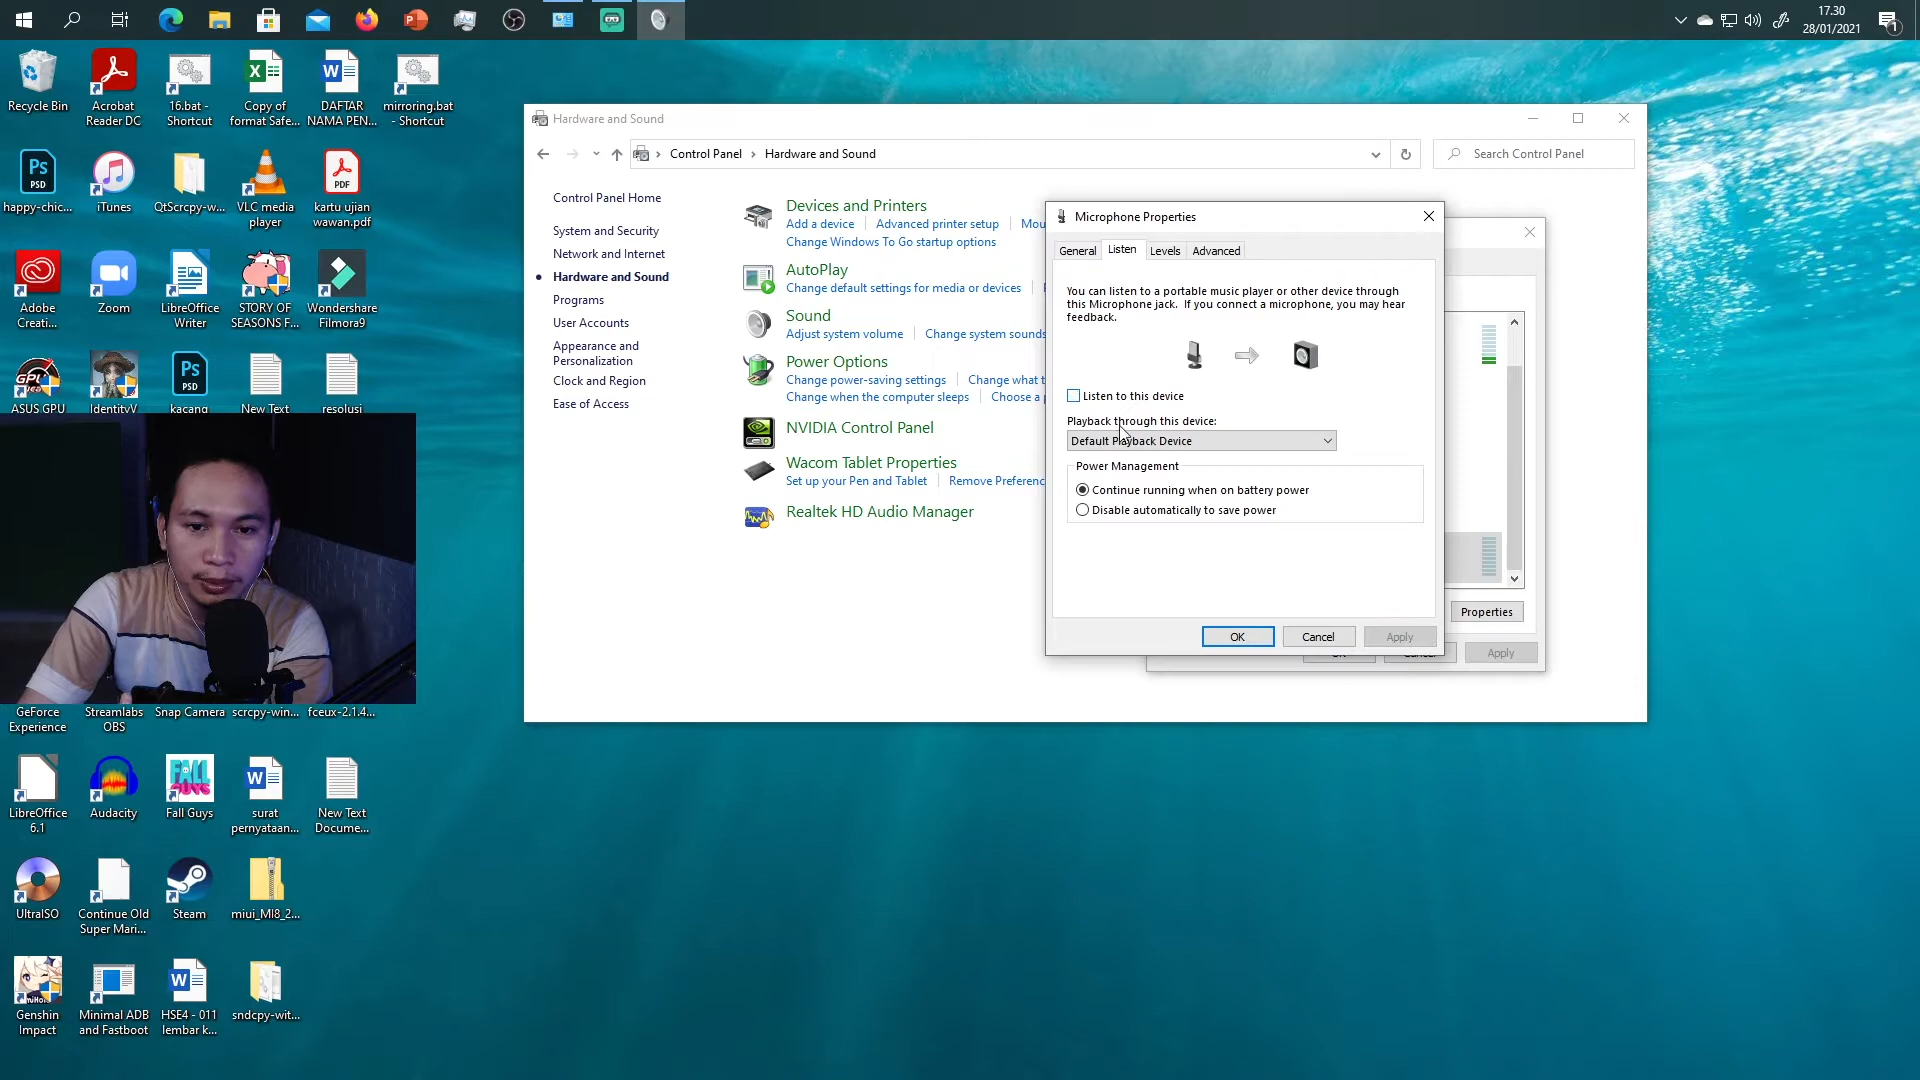 17.30
28/01/2021
1
Recycle Bin
Acrobat
Reader DC
16.bat -
Shortcut
Copy of
format Safe...
DAFTAR
NAMA PEN...
mirroring.bat
- Shortcut
happy-chic...
iTunes
QtScrcpy-w...
VLC media
player
kartu ujian
wawan.pdf
Adobe
Creati...
Zoom
LibreOffice
Writer
STORY OF
SEASONS F...
Wondershare
Filmora9
ASUS GPU
IdentityV
kacang
New Text
resolusi
GeForce
Experience
Streamlabs
OBS
Snap Camera
scrcpy-win...
fceux-2.1.4...
LibreOffice
6.1
Audacity
Fall Guys
surat
pernyataan...
New Text
Docume...
UltraISO
Continue Old
Super Mari...
Steam
miui_MI8_2...
Genshin
Impact
Minimal ADB
and Fastboot
HSE4 - 011
lembar k...
sndcpy-wit...
Hardware and Sound
Control Panel > Hardware and Sound
Search Control Panel
Control Panel Home
System and Security
Network and Internet
Hardware and Sound
Programs
User Accounts
Appearance and
Personalization
Clock and Region
Ease of Access
Devices and Printers
Add a device
Advanced printer setup
Mou
Change Windows To Go startup options
AutoPlay
Change default settings for media or devices
Sound
Adjust system volume
Change system sounds
Power Options
Change power-saving settings
Change what t
Change when the computer sleeps
Choose a p
NVIDIA Control Panel
Wacom Tablet Properties
Set up your Pen and Tablet
Remove Preferenc
Realtek HD Audio Manager
Microphone Properties
General
Listen
Levels
Advanced
You can listen to a portable music player or other device through
this Microphone jack. If you connect a microphone, you may hear
feedback.
Listen to this device
Playback through this device:
Default Playback Device
Power Management
Continue running when on battery power
Disable automatically to save power
OK
Cancel
Apply
Properties
Apply